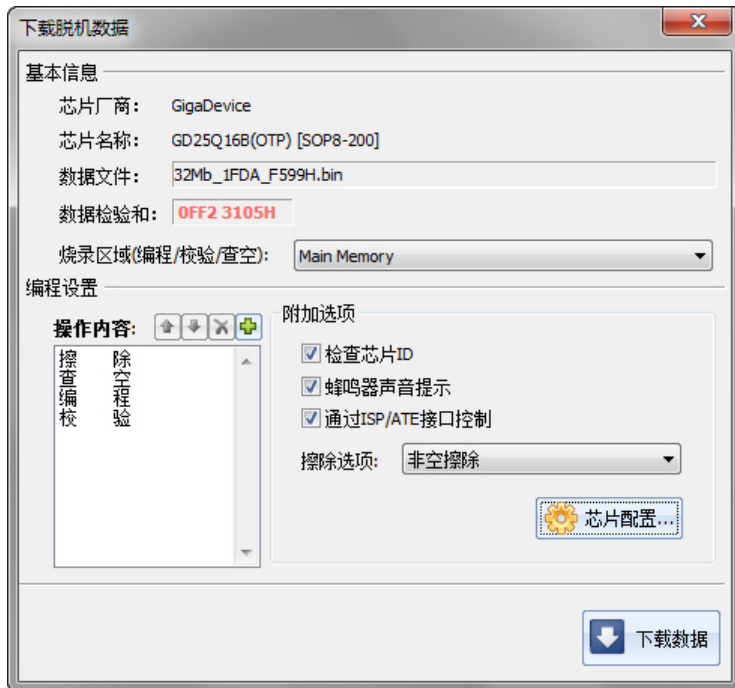 下载脱机数据
基本信息
芯片厂商: GigaDevice
芯片名称: GD25Q16B(OTP) [SOP8-200]
数据文件: 32Mb_1FDA_F599H.bin
数据检验和: 0FF2 3105H
烧录区域(编程/校验/查空): Main Memory
编程设置
操作内容:
擦 除
查 空
编 程
校 验
附加选项
检查芯片ID
蜂鸣器声音提示
通过ISP/ATE接口控制
擦除选项: 非空擦除
芯片配置...
下载数据